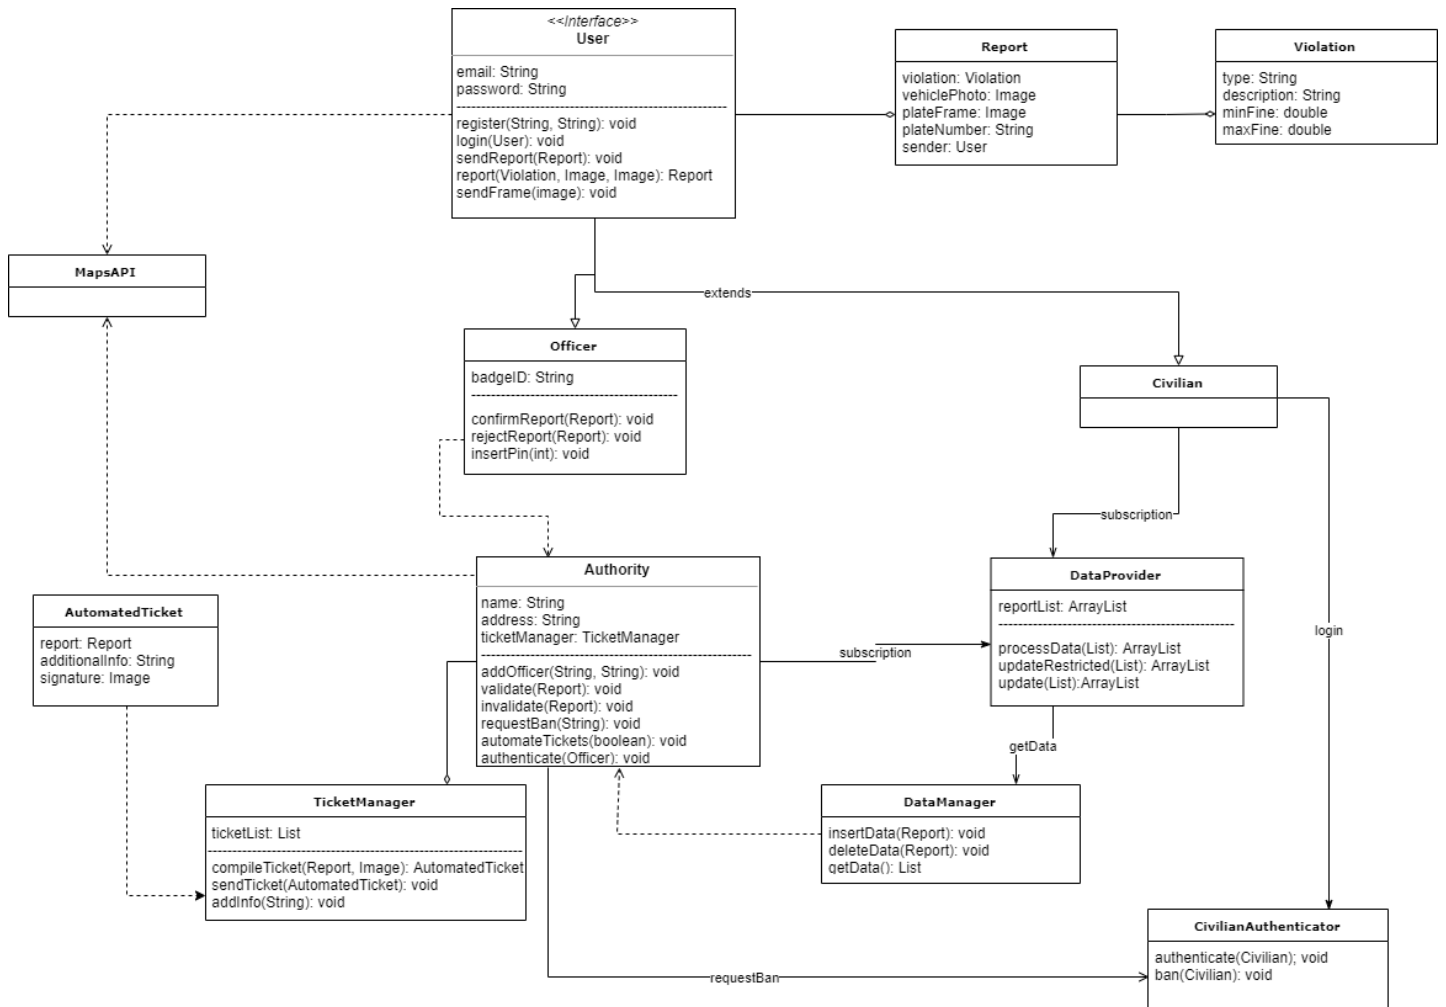 <<Interface>>
User
email: String
password: String
register(String, String): void
login(User): void
sendReport(Report): void
report(Violation, Image, Image): Report
sendFrame(image): void
Report
violation: Violation
vehiclePhoto: Image
plateFrame: Image
plateNumber: String
sender: User
Violation
type: String
description: String
minFine: double
maxFine: double
MapsAPI
extends
Officer
badgeID: String
confirmReport(Report): void
rejectReport(Report): void
insertPin(int): void
Civilian
subscription
login
Authority
name: String
address: String
ticketManager: TicketManager
addOfficer(String, String): void
validate(Report): void
invalidate(Report): void
requestBan(String): void
automateTickets(boolean): void
authenticate(Officer): void
subscription
DataProvider
reportList: ArrayList
processData(List): ArrayList
updateRestricted(List): ArrayList
update(List):ArrayList
AutomatedTicket
report: Report
additionalInfo: String
signature: Image
getData
TicketManager
ticketList: List
compileTicket(Report, Image): AutomatedTicket
sendTicket(AutomatedTicket): void
addInfo(String): void
DataManager
insertData(Report): void
deleteData(Report): void
getData(): List
requestBan
CivilianAuthenticator
authenticate(Civilian); void
ban(Civilian): void